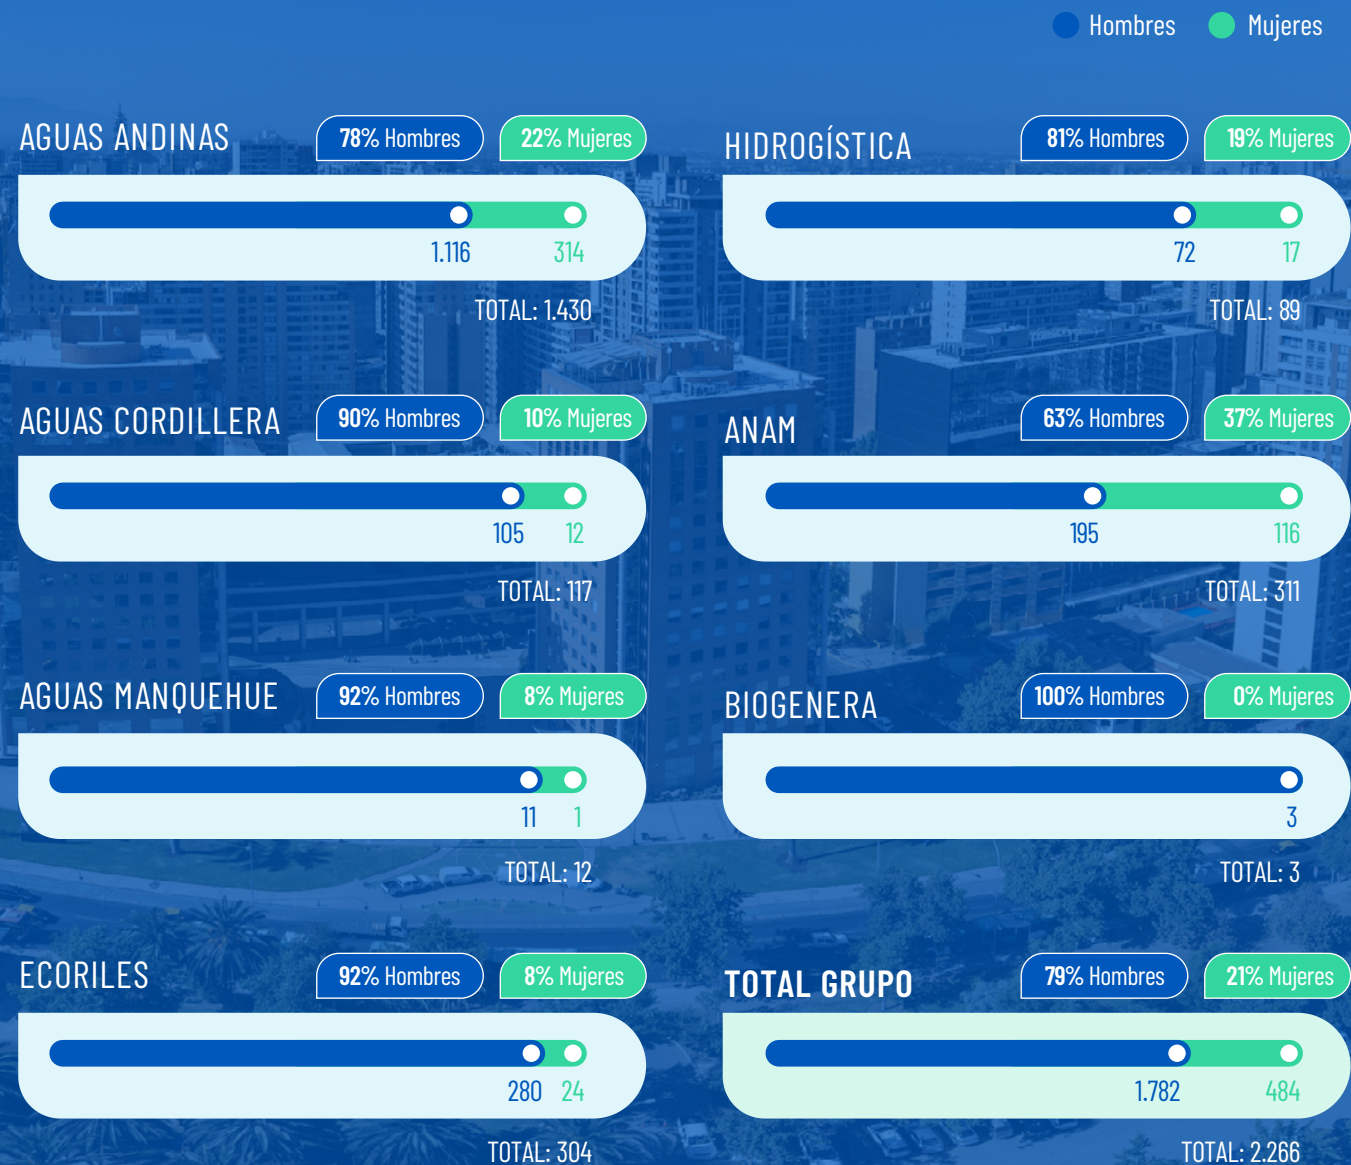 Hombres Mujeres
AGUAS ANDINAS 78% Hombres 22% Mujeres
1.116 314
TOTAL: 1.430
HIDROGÍSTICA 81% Hombres 19% Mujeres
72 17
TOTAL: 89
AGUAS CORDILLERA 90% Hombres 10% Mujeres
105 12
TOTAL: 117
ANAM 63% Hombres 37% Mujeres
195 116
TOTAL: 311
AGUAS MANQUEHUE 92% Hombres 8% Mujeres
11 1
TOTAL: 12
BIOGENERA 100% Hombres 0% Mujeres
3
TOTAL: 3
ECORILES 92% Hombres 8% Mujeres
280 24
TOTAL: 304
TOTAL GRUPO 79% Hombres 21% Mujeres
1.782 484
TOTAL: 2.266